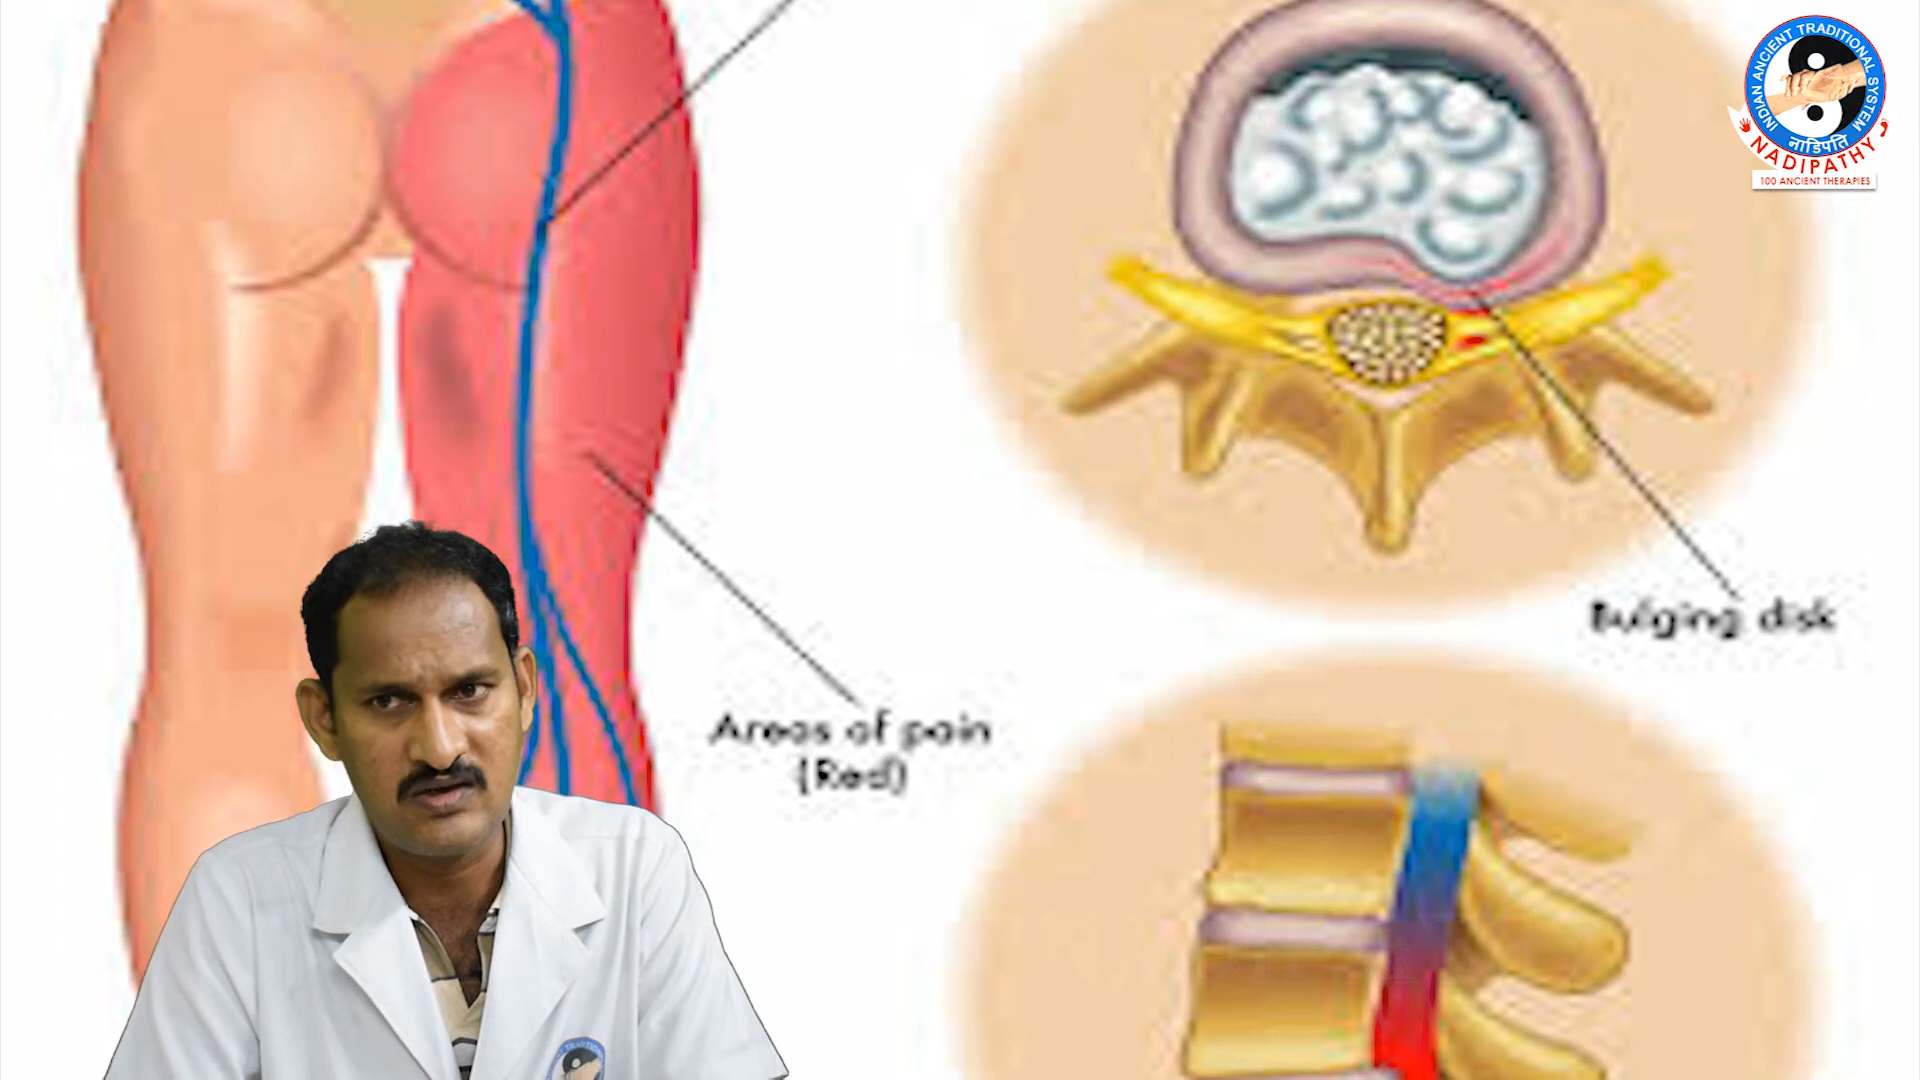 INDIAN ANCIENT TRADITIONAL SYSTEM
नाडिपति
NADIPATHY
100 ANCIENT THERAPIES
Bulging disk
Areas of pain
(Red)